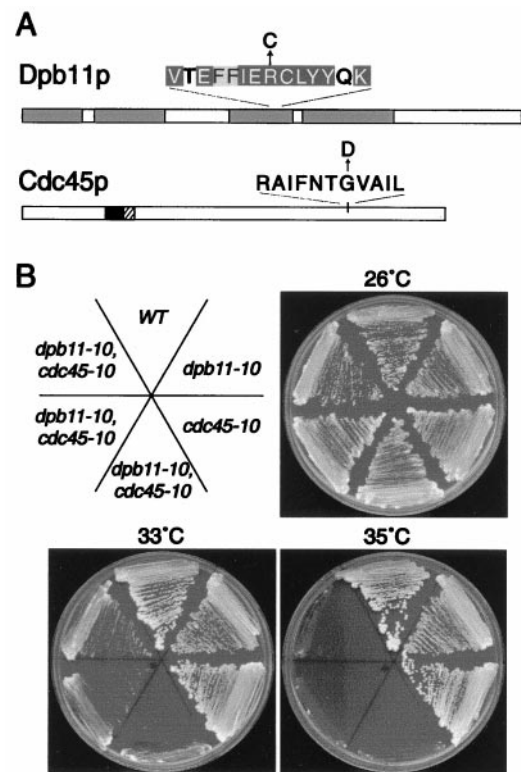 A
C
Dpb11p
VTEFFIERCLYYQK
D
Cdc45p
RAIFNTGVAIL
B
26°C
WT
dpb11-10,
cdc45-10
dpb11-10
dpb11-10,
cdc45-10
cdc45-10
dpb11-10,
cdc45-10
33°C
35°C